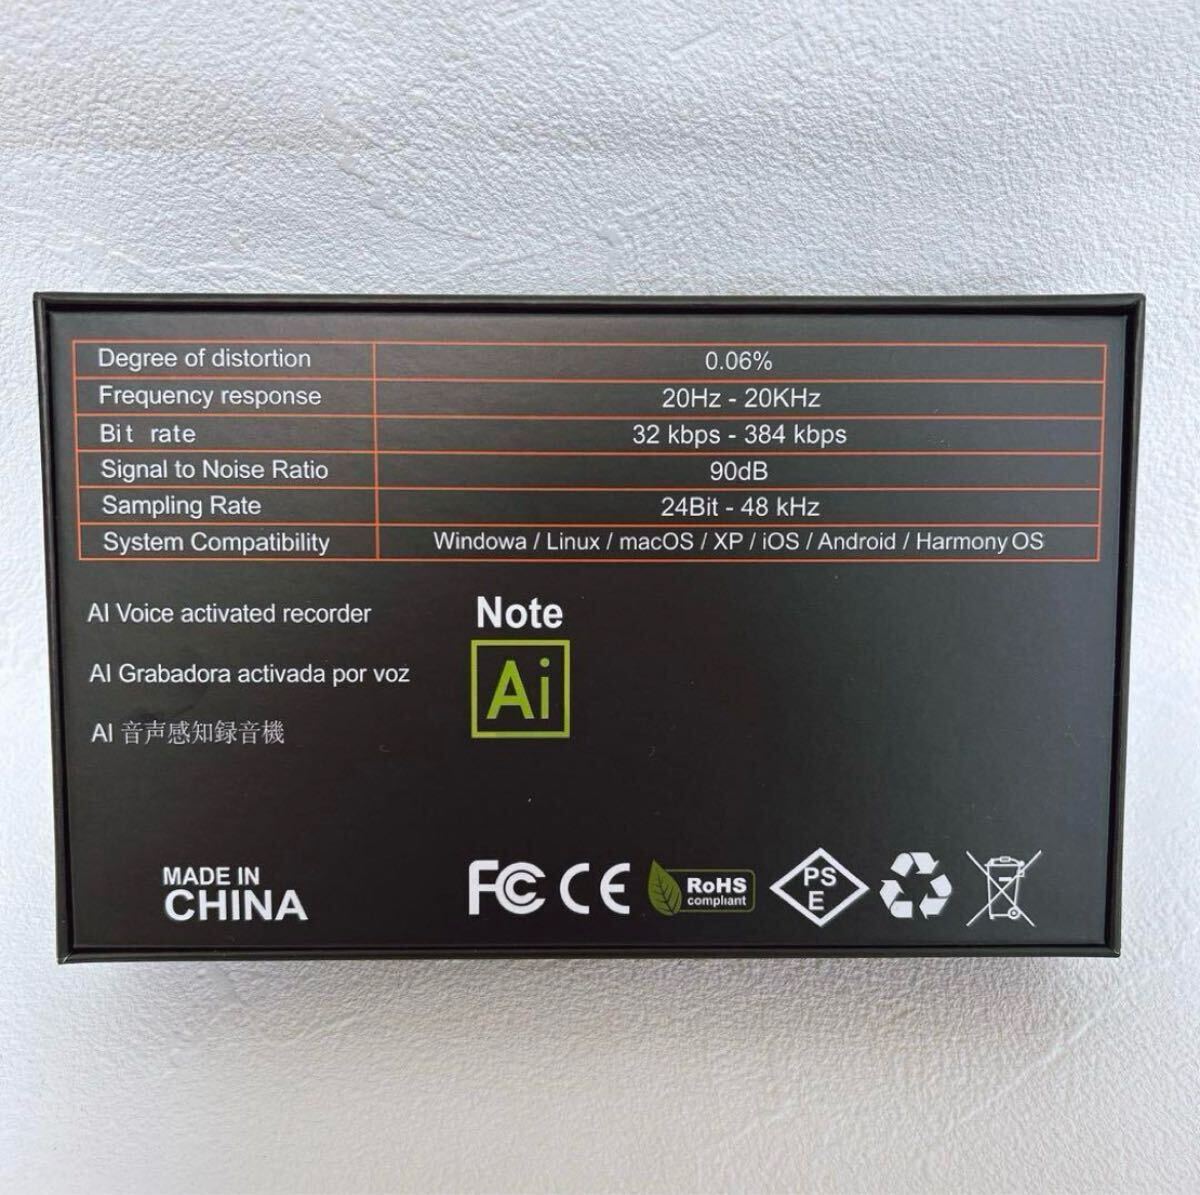 Degree of distortion 0.06%
Frequency response 20Hz - 20KHz
Bit rate 32 kbps - 384 kbps
Signal to Noise Ratio 90dB
Sampling Rate 24Bit - 48 kHz
System Compatibility Windowa / Linux / macOS / XP / iOS / Android / Harmony OS
AI Voice activated recorder
AI Grabadora activada por voz
AI 音声感知録音機
Note
Ai
MADE IN
CHINA
FC CE
RoHS
compliant
PS
E